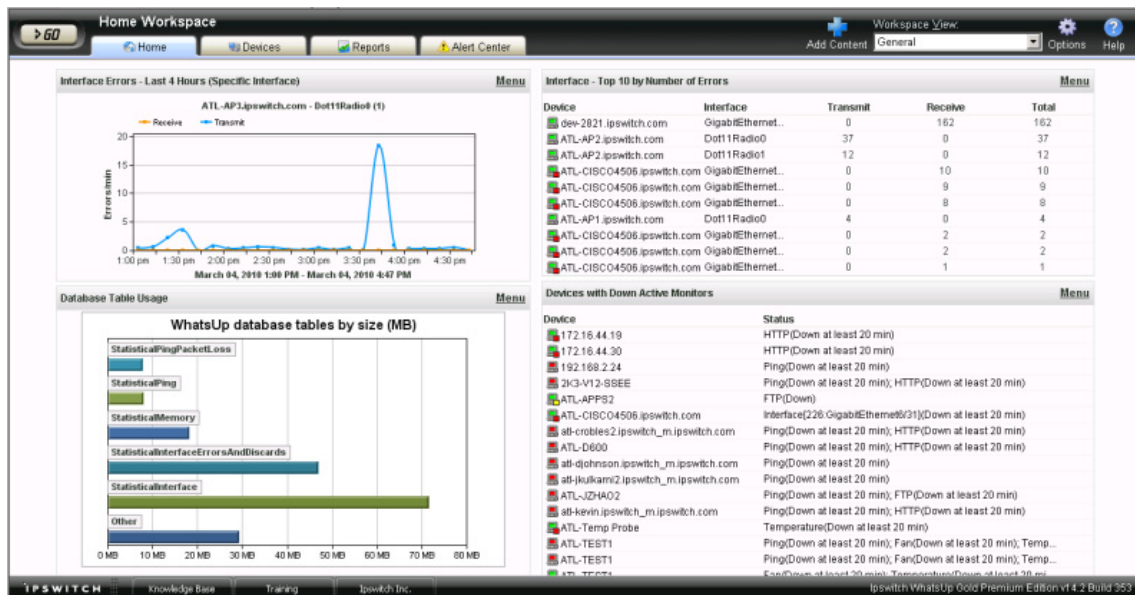 > GO
Home Workspace
Home
Devices
Reports
Alert Center
Add Content
Workspace View:
General
Options
Help
Interface Errors - Last 4 Hours (Specific Interface)
Menu
ATL-AP3.ipswitch.com - Dot11Radio0 (1)
Receive Transmit
Errors/min
20
15
10
5
0
1:00 pm 1:30 pm 2:00 pm 2:30 pm 3:00 pm 3:30 pm 4:00 pm 4:30 pm
March 04, 2010 1:00 PM - March 04, 2010 4:47 PM
Database Table Usage
Menu
WhatsUp database tables by size (MB)
StatisticalPingPacketLoss
StatisticalPing
StatisticalMemory
StatisticalInterfaceErrorsAndDiscards
StatisticalInterface
Other
0 MB 10 MB 20 MB 30 MB 40 MB 50 MB 60 MB 70 MB 80 MB
Interface - Top 10 by Number of Errors
Menu
Device Interface Transmit Receive Total
dev-2821.ipswitch.com GigabitEthernet... 0 162 162
ATL-AP2.ipswitch.com Dot11Radio0 37 0 37
ATL-AP2.ipswitch.com Dot11Radio1 12 0 12
ATL-CISCO4506.ipswitch.com GigabitEthernet... 0 10 10
ATL-CISCO4506.ipswitch.com GigabitEthernet... 0 9 9
ATL-CISCO4506.ipswitch.com GigabitEthernet... 0 8 8
ATL-AP1.ipswitch.com Dot11Radio0 4 0 4
ATL-CISCO4506.ipswitch.com GigabitEthernet... 0 2 2
ATL-CISCO4506.ipswitch.com GigabitEthernet... 0 2 2
ATL-CISCO4506.ipswitch.com GigabitEthernet... 0 1 1
Devices with Down Active Monitors
Menu
Device Status
172.16.44.19 HTTP(Down at least 20 min)
172.16.44.30 HTTP(Down at least 20 min)
192.168.2.24 Ping(Down at least 20 min)
2K3-V12-SSEE Ping(Down at least 20 min); HTTP(Down at least 20 min)
ATL-APPS2 FTP(Down)
ATL-CISCO4506.ipswitch.com Interface[226:GigabitEthernet6/31](Down at least 20 min)
atl-crobles2.ipswitch_m.ipswitch.com Ping(Down at least 20 min); HTTP(Down at least 20 min)
ATL-D600 Ping(Down at least 20 min); HTTP(Down at least 20 min)
atl-djohnson.ipswitch_m.ipswitch.com Ping(Down at least 20 min)
atl-jkulkarni2.ipswitch_m.ipswitch.com Ping(Down at least 20 min)
ATL-JZHAO2 Ping(Down at least 20 min); FTP(Down at least 20 min)
atl-kevin.ipswitch_m.ipswitch.com Ping(Down at least 20 min); HTTP(Down at least 20 min)
ATL-Temp Probe Temperature(Down at least 20 min)
ATL-TEST1 Ping(Down at least 20 min); Fan(Down at least 20 min); Temp...
ATL-TEST1 Ping(Down at least 20 min); Fan(Down at least 20 min); Temp...
IPSWITCH
Knowledge Base
Training
Ipswitch Inc.
Ipswitch WhatsUp Gold Premium Edition v14.2 Build 353